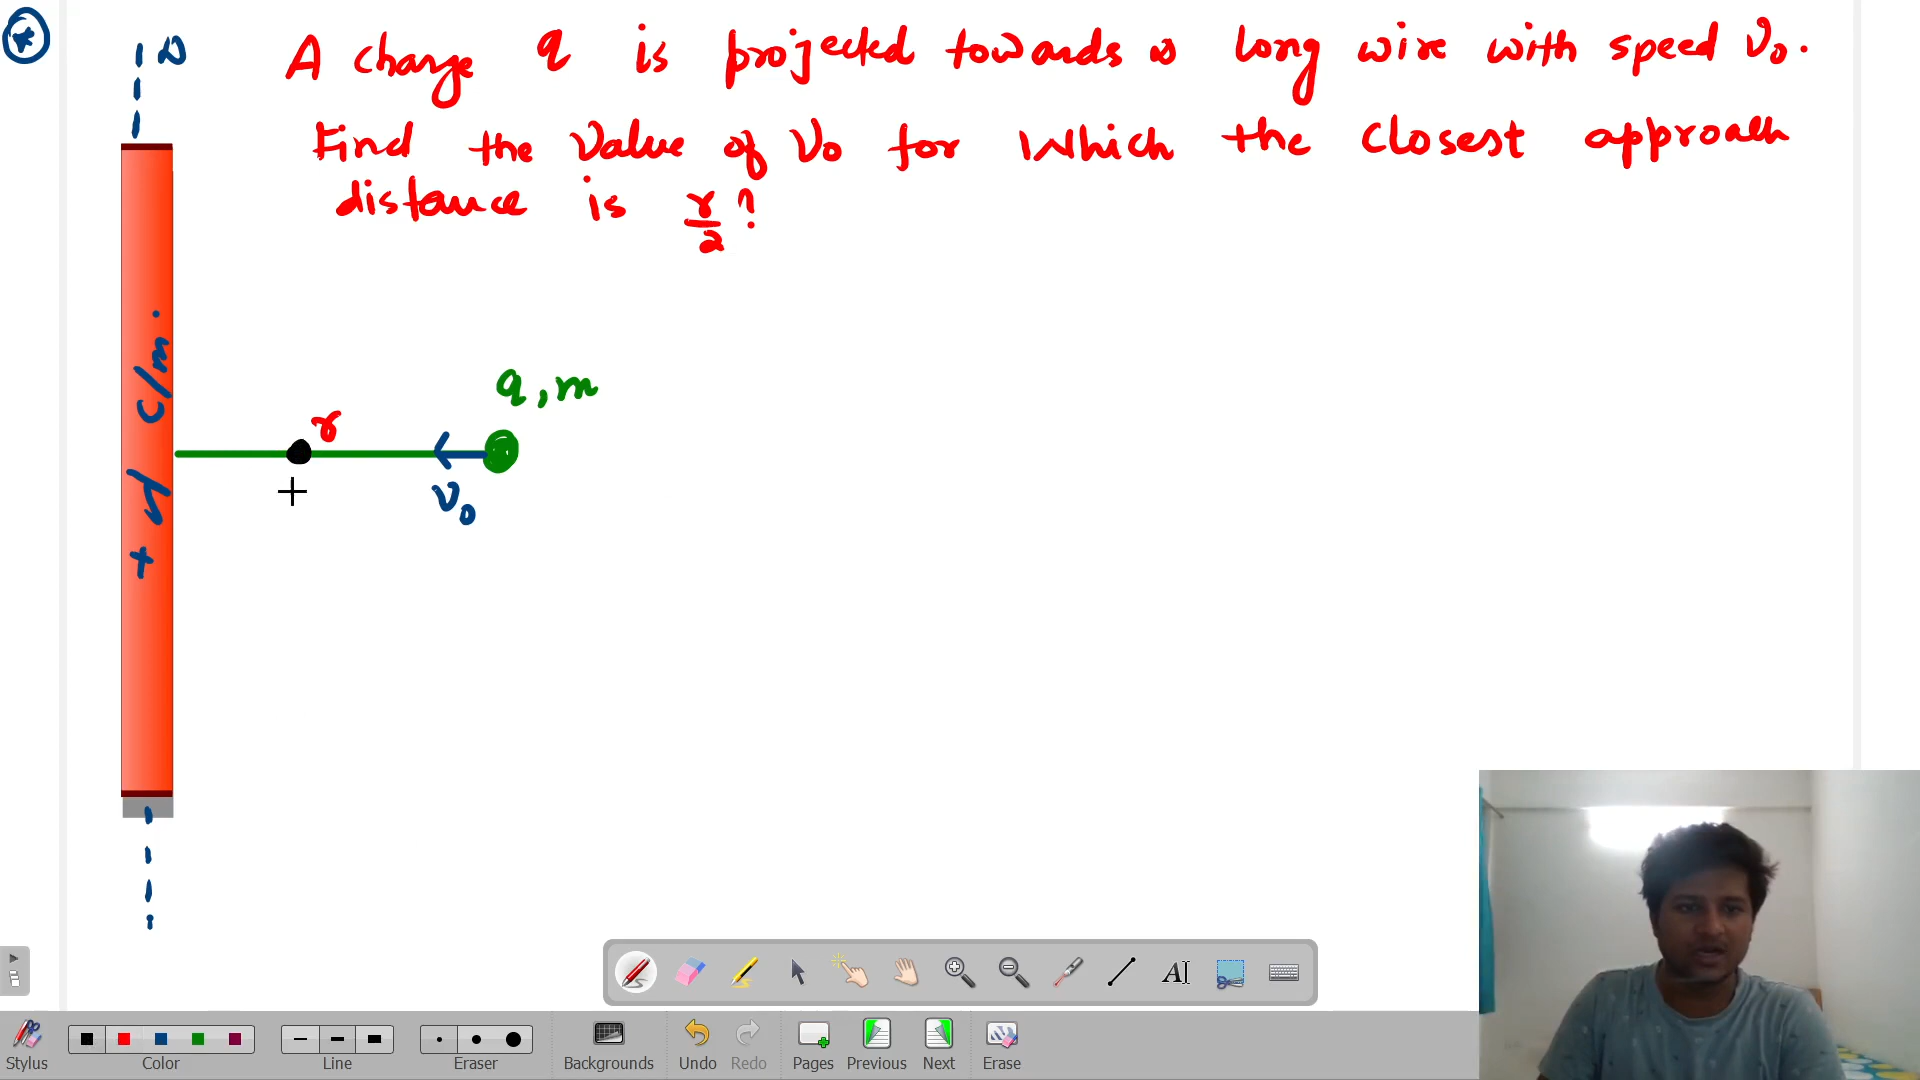 A charge q is projected towards a long wire with speed v₀.
Find the value of v₀ for which the closest approach
distance is r/2?
∞
+ λ C/m.
q, m
r
v₀
Stylus
Color
Line
Eraser
Backgrounds
Undo
Redo
Pages
Previous
Next
Erase
AI